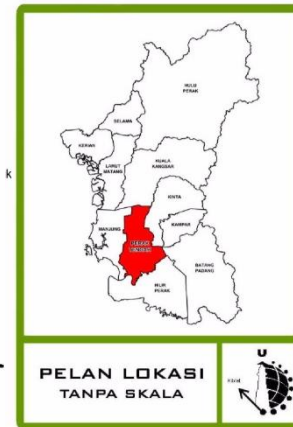 HULU
PERAK
SELAMA
KERIAN
LARUT
MATANG
KUALA
KANGSAR
KINTA
MANJUNG
KAMPAR
PERAK
TENGAH
BATANG
PADANG
HILIR
PERAK
k
PELAN LOKASI
TANPA SKALA
U